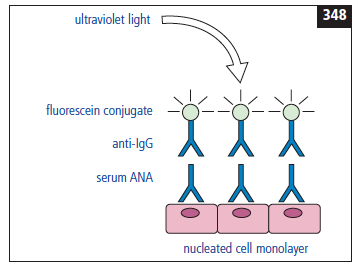 348
ultraviolet light
fluorescein conjugate
anti-IgG
serum ANA
nucleated cell monolayer